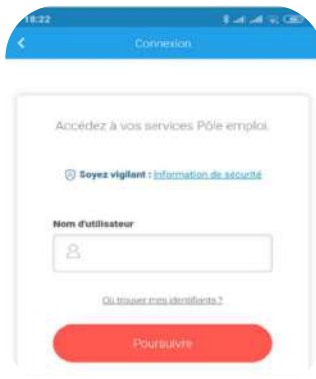 18:22
Connexion
Accédez à vos services Pôle emploi.
Soyez vigilant : Information de sécurité
Nom d'utilisateur
Où trouver mes identifiants ?
Poursuivre